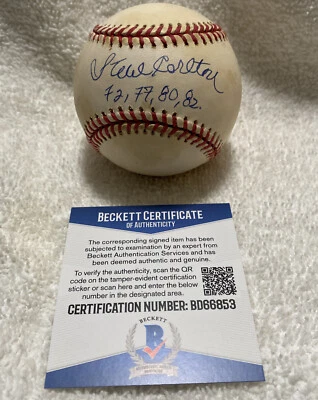 Steve Carlton
72, 77, 80, 82.
BECKETT CERTIFICATE
OF AUTHENTICITY
The corresponding signed item has been
subjected to examination by an expert from
Beckett Authentication Services and has
been deemed authentic and genuine.
To verify the authenticity, scan the QR
code on the tamper-evident certification
sticker or scan here and enter the below
number in the designated area.
CERTIFICATION NUMBER: BD66853
BECKETT
B